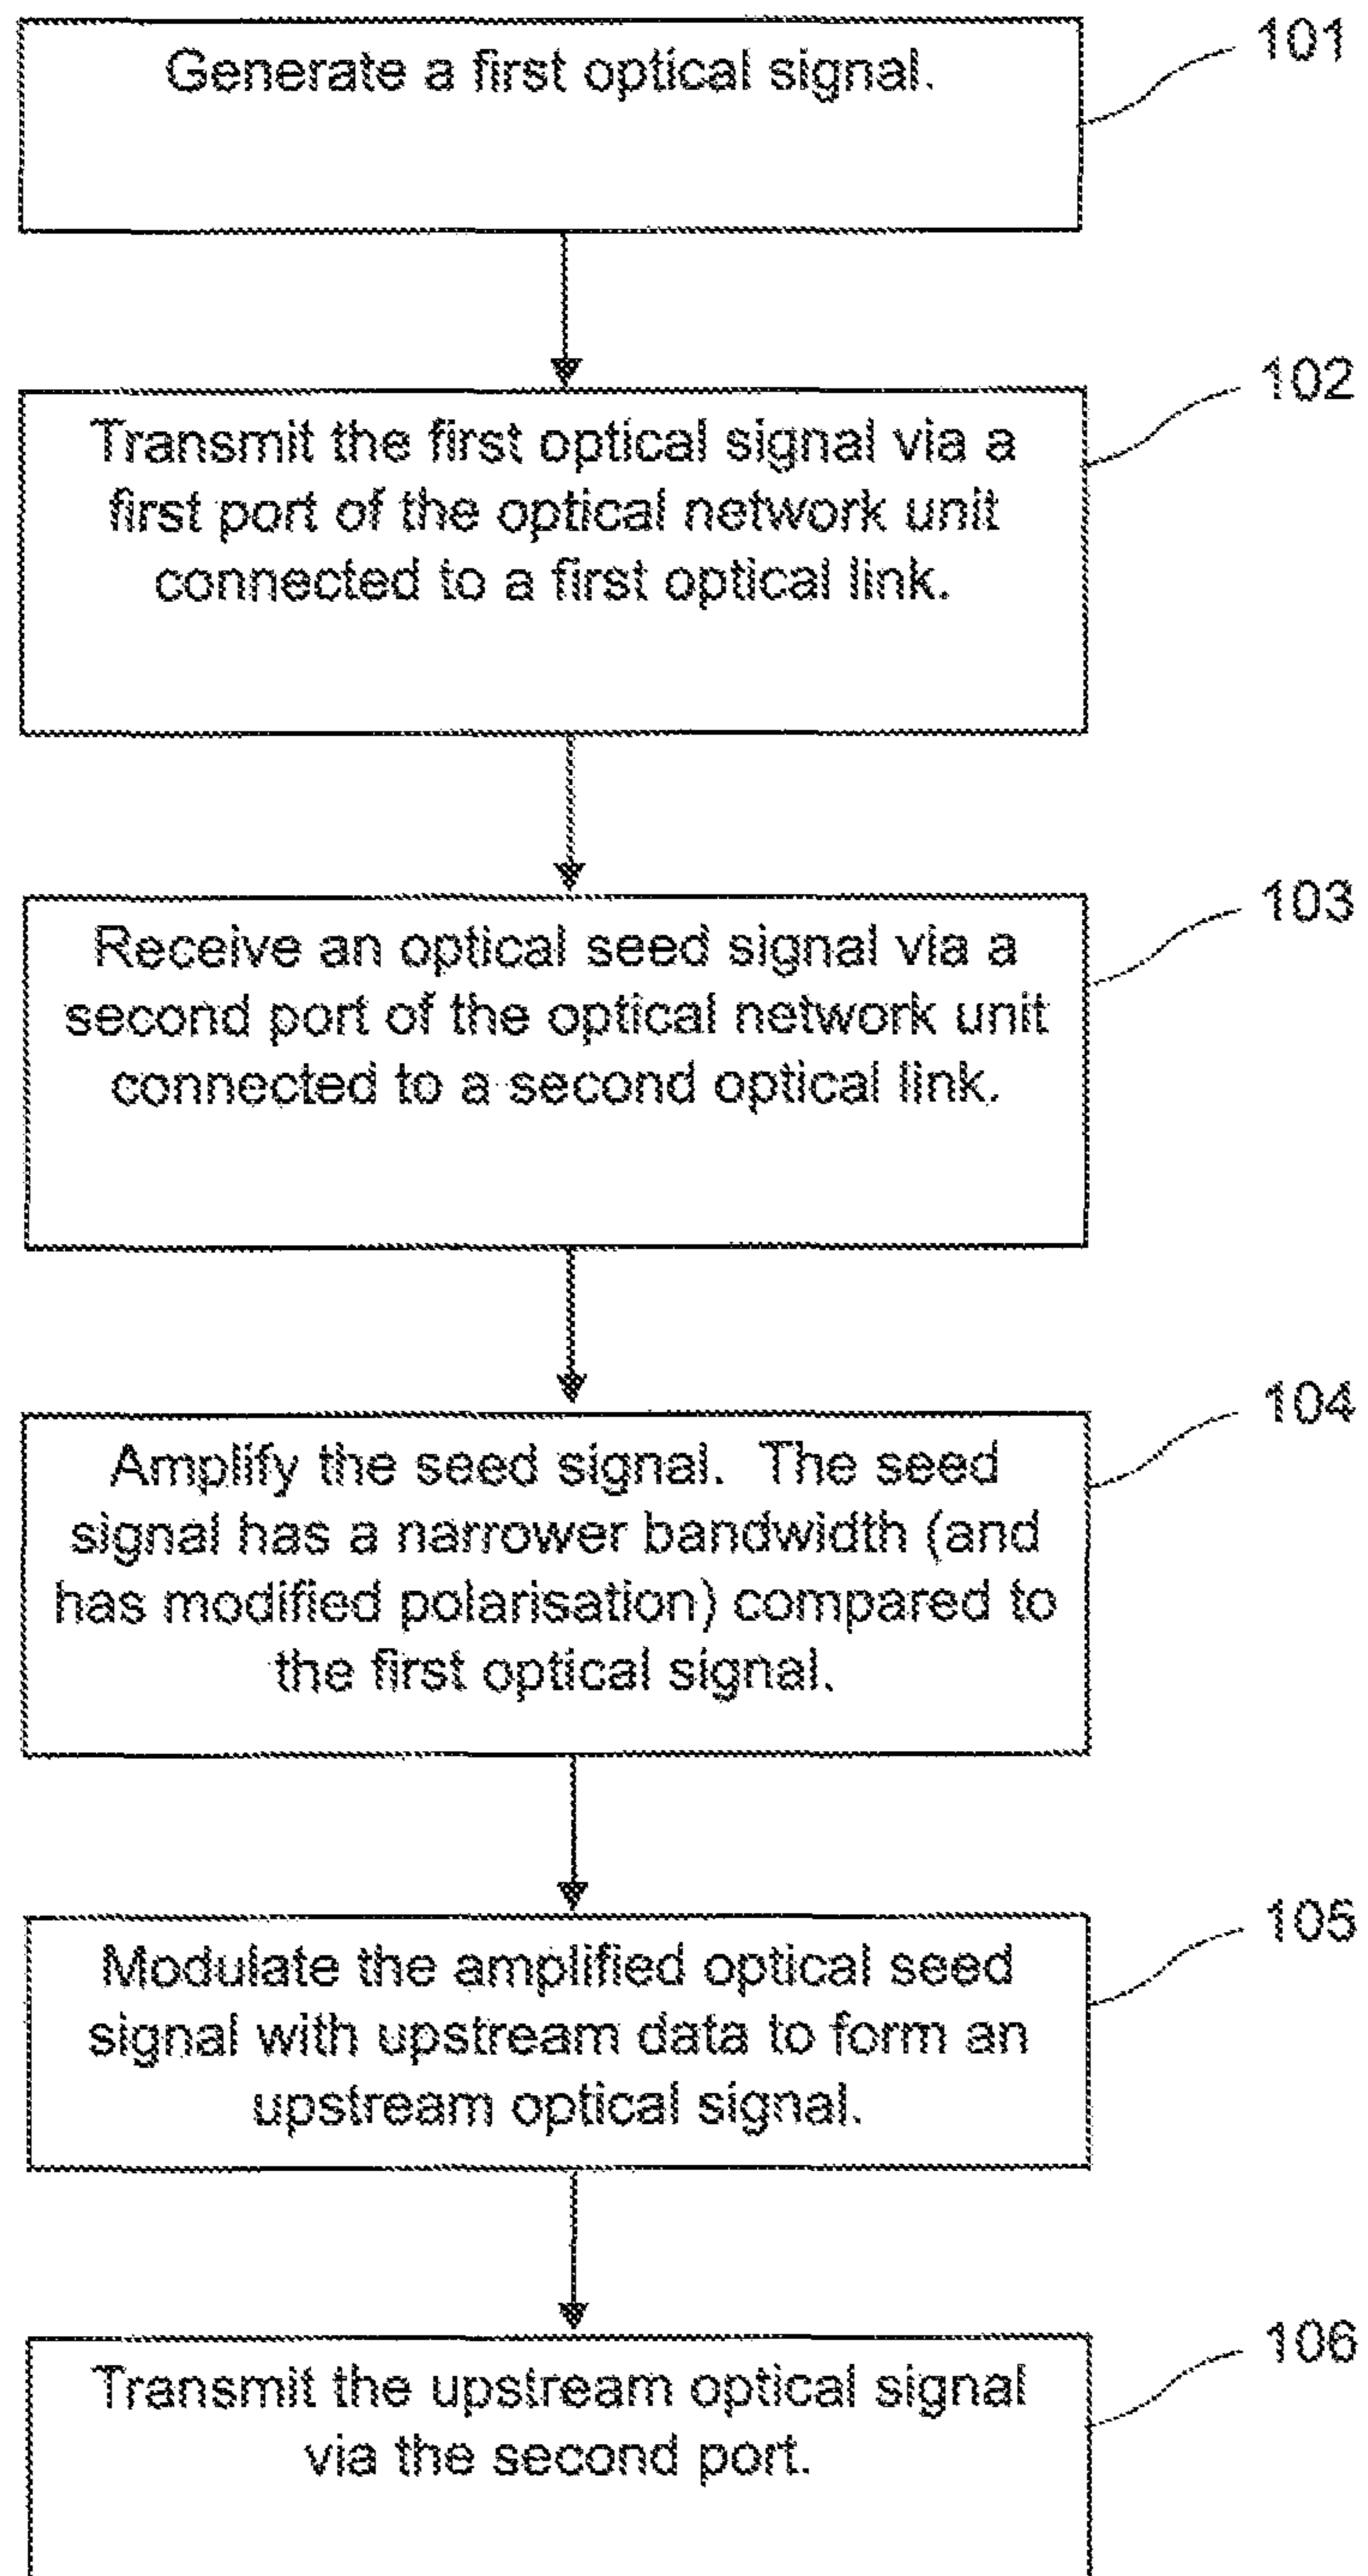 Generate a first optical signal.
101
Transmit the first optical signal via a
first port of the optical network unit
connected to a first optical link.
102
Receive an optical seed signal via a
second port of the optical network unit
connected to a second optical link.
103
Amplify the seed signal. The seed
signal has a narrower bandwidth (and
has modified polarisation) compared to
the first optical signal.
104
Modulate the amplified optical seed
signal with upstream data to form an
upstream optical signal.
105
Transmit the upstream optical signal
via the second port.
106